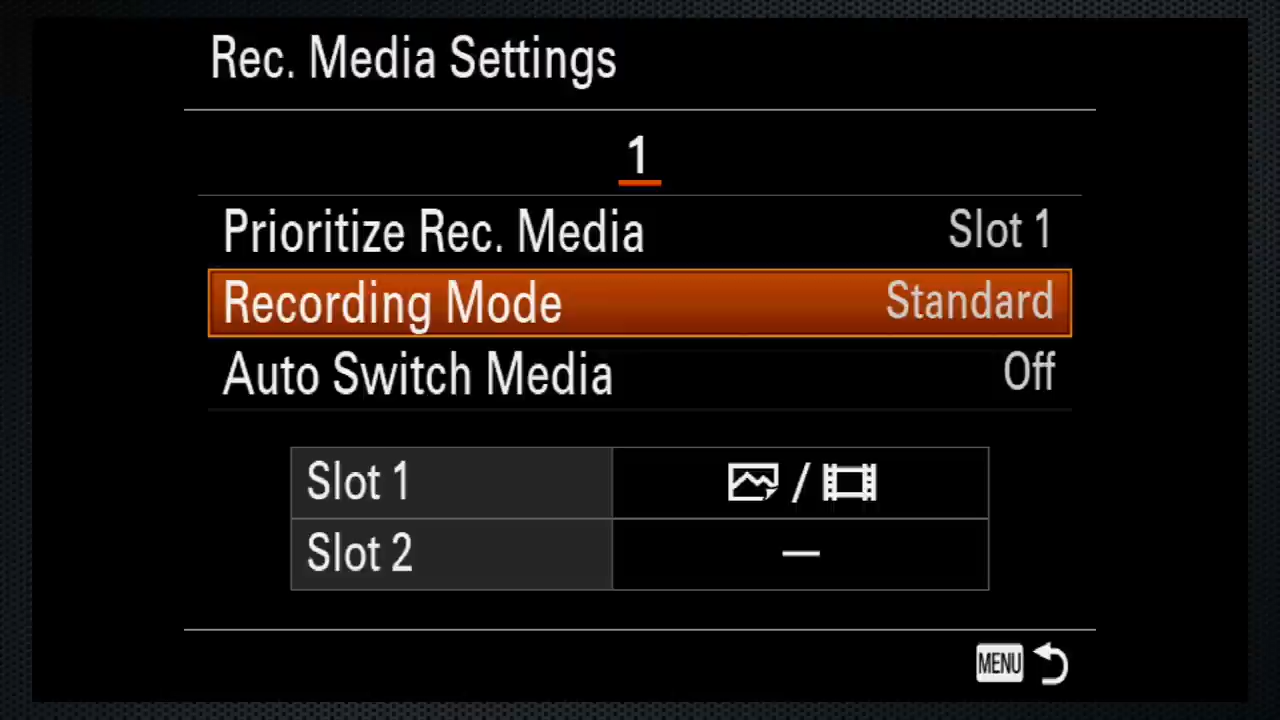 Rec. Media Settings
1
Prioritize Rec. Media Slot 1
Recording Mode Standard
Auto Switch Media Off
Slot 1 /
Slot 2 —
MENU